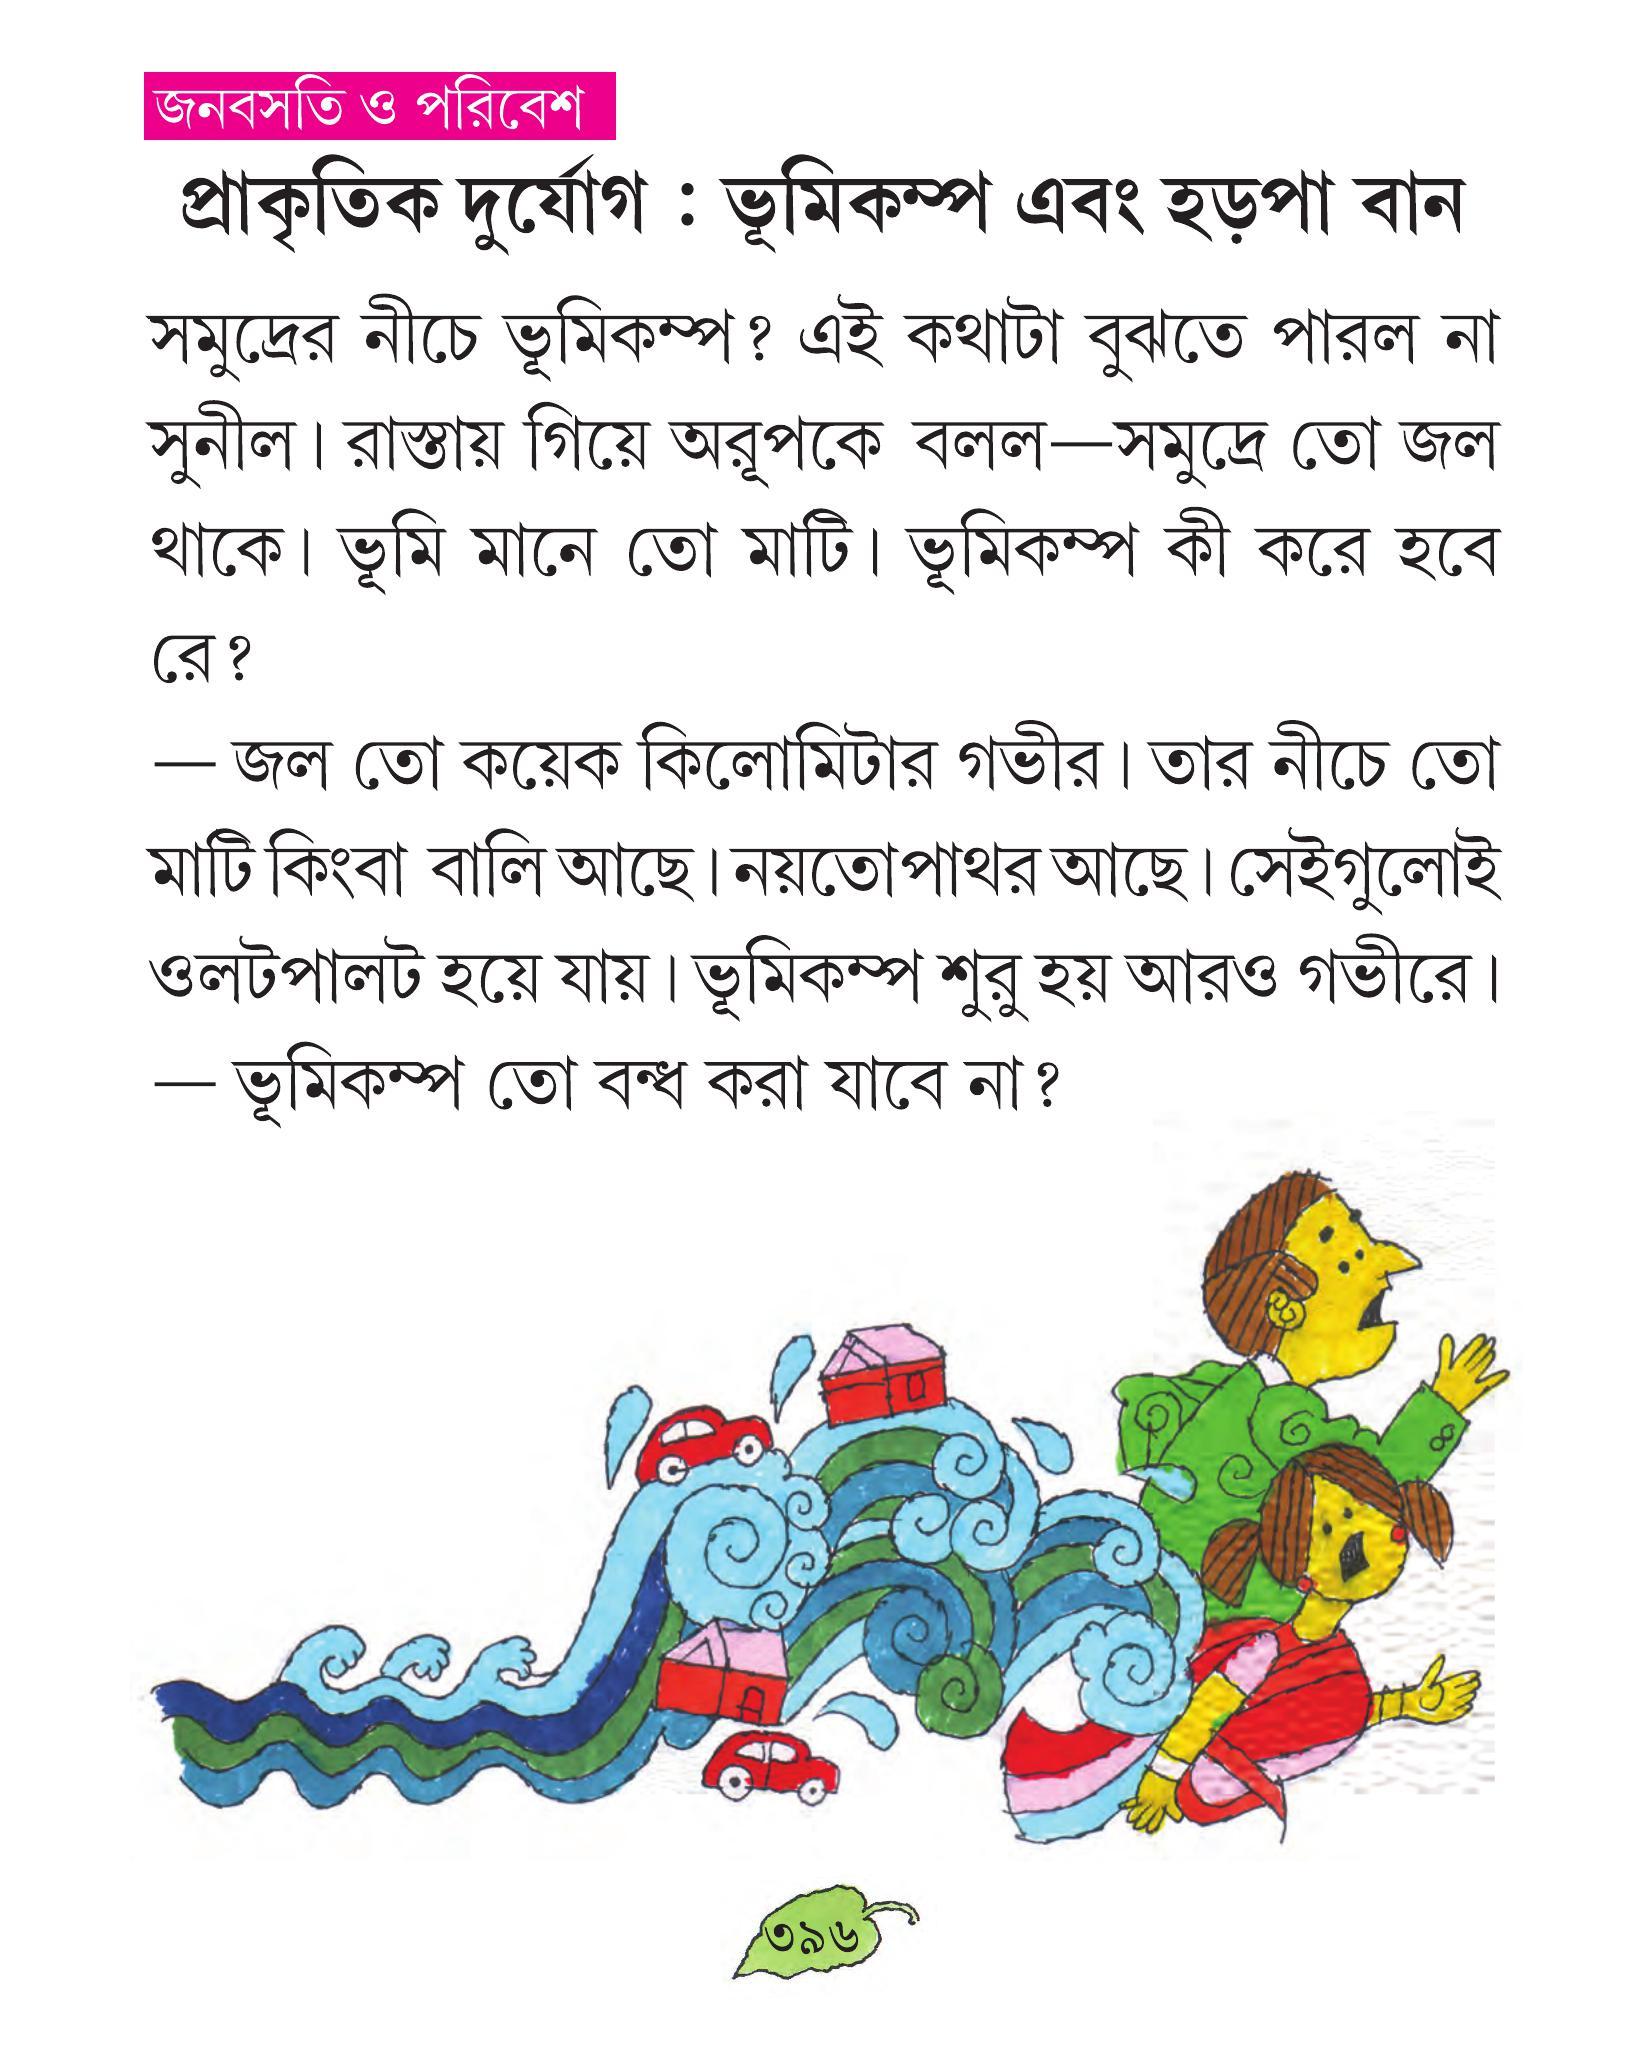 জনবসতি ও পরিবেশ
প্রাকৃতিক দুর্যোগ : ভূমিকম্প এবং হড়পা বান
সমুদ্রের নীচে ভূমিকম্প? এই কথাটা বুঝতে পারল না
সুনীল। রাস্তায় গিয়ে অরূপকে বলল—সমুদ্রে তো জল
থাকে। ভূমি মানে তো মাটি। ভূমিকম্প কী করে হবে
রে?
— জল তো কয়েক কিলোমিটার গভীর। তার নীচে তো
মাটি কিংবা বালি আছে। নয়তোপাথর আছে। সেইগুলোই
ওলটপালট হয়ে যায়। ভূমিকম্প শুরু হয় আরও গভীরে।
— ভূমিকম্প তো বন্ধ করা যাবে না?
৩৯৬